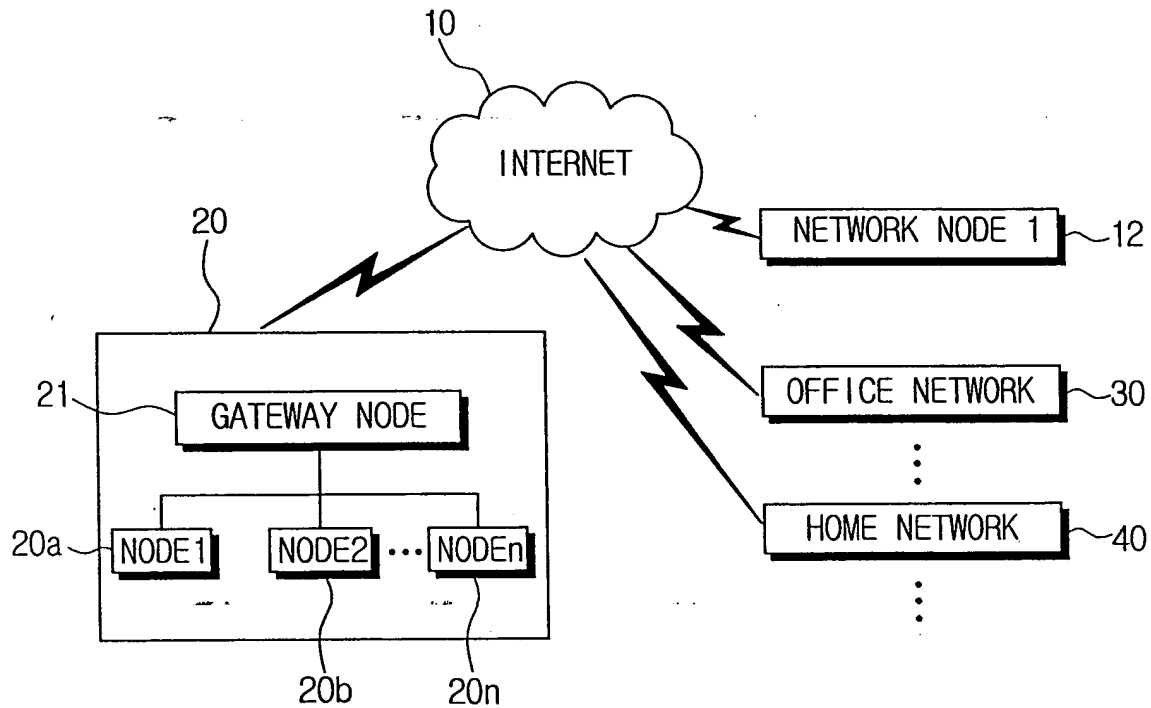 10
INTERNET
NETWORK NODE 1
12
20
21
GATEWAY NODE
OFFICE NETWORK
30
20a
NODE1
NODE2
NODEn
HOME NETWORK
40
20b
20n